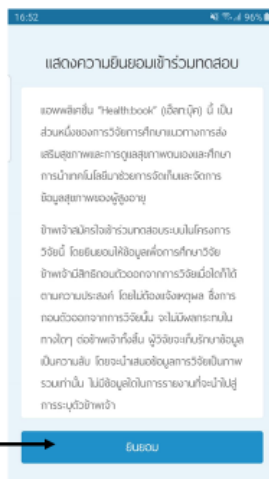 16:52
96%
แสดงความยินยอมเข้าร่วมทดสอบ
แอพพลิเคชั่น “Health:book” (เฮ็ลท:บุ๊ค) นี้ เป็น
ส่วนหนึ่งของการวิจัยการศึกษาแนวทางการส่ง
เสริมสุขภาพและการดูแลสุขภาพตนเองและศึกษา
การนำเทคโนโลยีมาช่วยการจัดเก็บและจัดการ
ข้อมูลสุขภาพของผู้สูงอายุ
ข้าพเจ้าสมัครใจเข้าร่วมทดสอบระบบในโครงการ
วิจัยนี้ โดยยินยอมให้ข้อมูลเพื่อการศึกษาวิจัย
ข้าพเจ้ามีสิทธิถอนตัวออกจากการวิจัยเมื่อใดก็ได้
ตามความประสงค์ โดยไม่ต้องแจ้งเหตุผล ซึ่งการ
ถอนตัวออกจากการวิจัยนั้น จะไม่มีผลกระทบใน
ทางใดๆ ต่อข้าพเจ้าทั้งสิ้น ผู้วิจัยจะเก็บรักษาข้อมูล
เป็นความลับ โดยจะนำเสนอข้อมูลการวิจัยเป็นภาพ
รวมเท่านั้น ไม่มีข้อมูลใดในการรายงานที่จะนำไปสู่
การระบุตัวข้าพเจ้า
ยินยอม